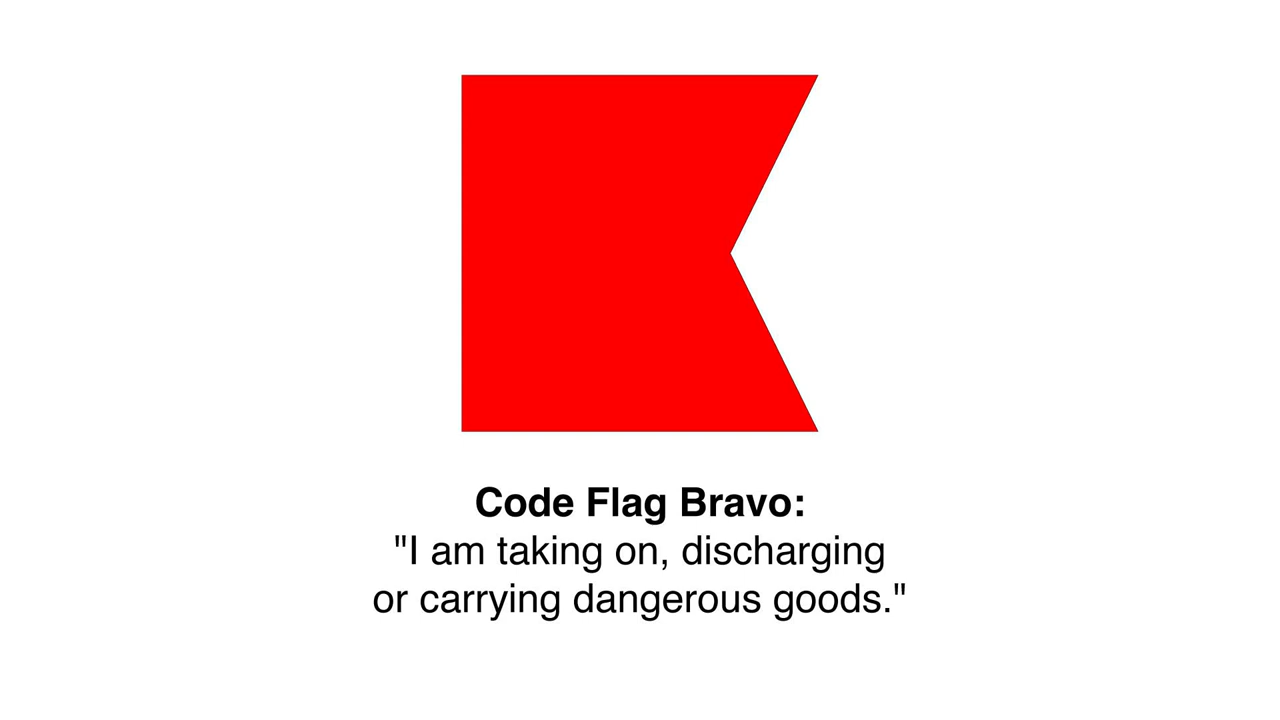 Code Flag Bravo:
"I am taking on, discharging
or carrying dangerous goods."